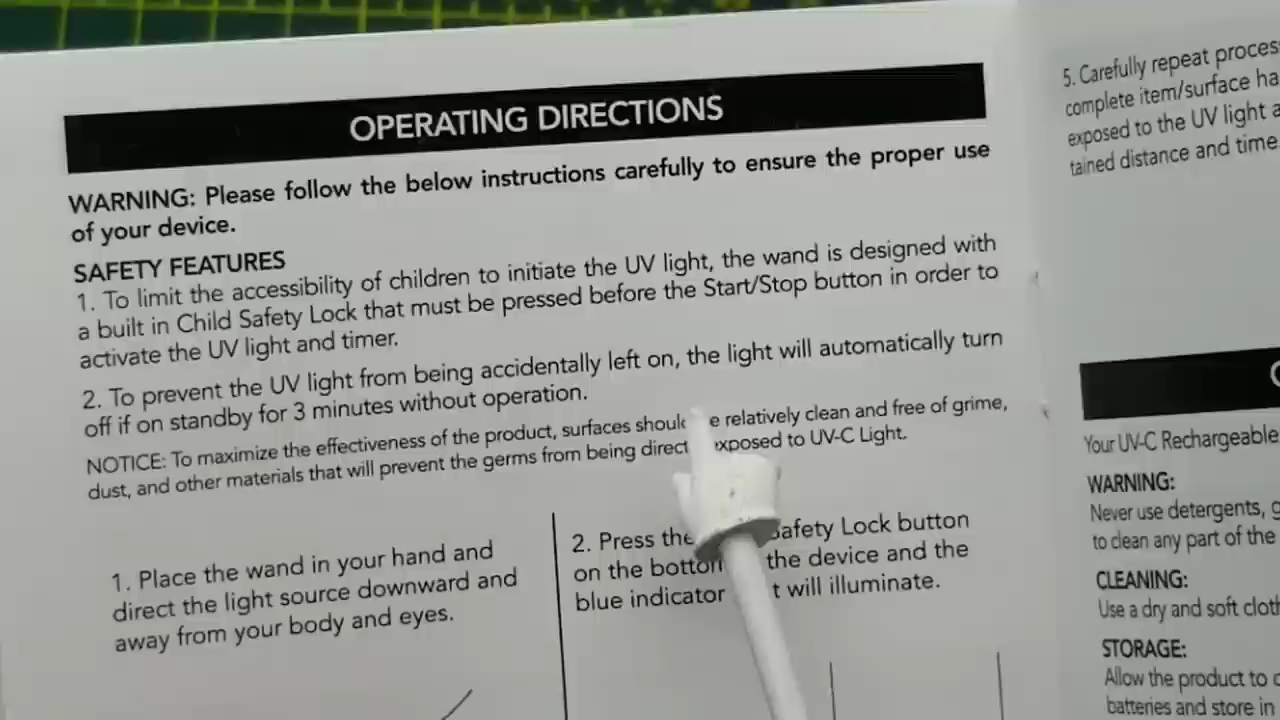 OPERATING DIRECTIONS
WARNING: Please follow the below instructions carefully to ensure the proper use
of your device.
SAFETY FEATURES
1. To limit the accessibility of children to initiate the UV light, the wand is designed with
a built in Child Safety Lock that must be pressed before the Start/Stop button in order to
activate the UV light and timer.
2. To prevent the UV light from being accidentally left on, the light will automatically turn
off if on standby for 3 minutes without operation.
NOTICE: To maximize the effectiveness of the product, surfaces should relatively clean and free of grime,
dust, and other materials that will prevent the germs from being exposed to UV-C Light.
1. Place the wand in your hand and
direct the light source downward and
away from your body and eyes.
2. Press the Safety Lock button
on the the device and the
blue indicator will illuminate.
5. Carefully repeat
complete item/surface
exposed to the UV light
distance and time
Your UV-C Rechargeable
WARNING:
Never use detergents,
to clean any part of the
CLEANING:
Use a dry and soft
STORAGE:
Allow the product to
batteries and store in